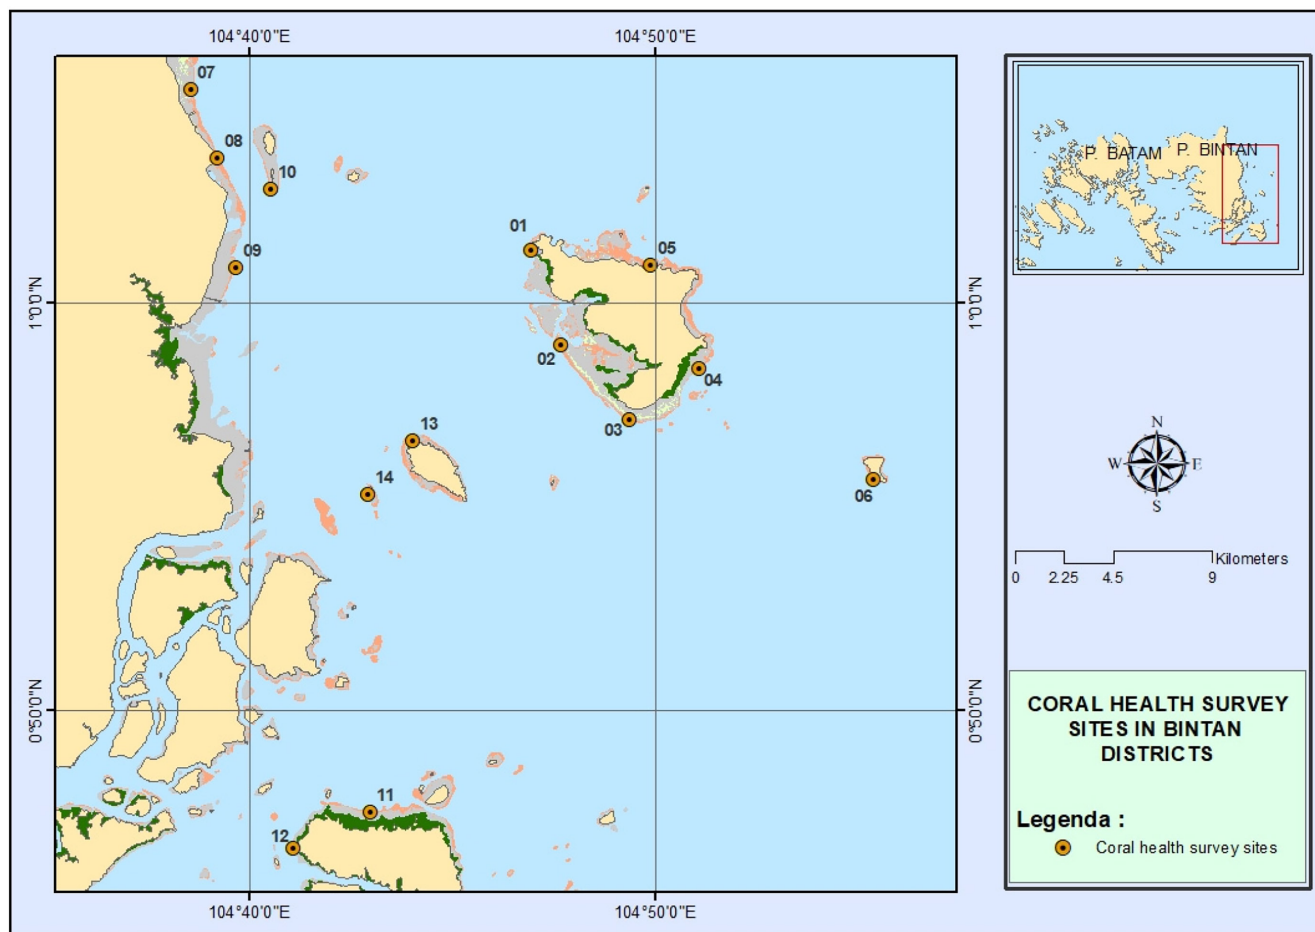 104°40'0"E
104°50'0"E
07
08
10
01
05
09
1°0'0"N
1°0'0"N
02
04
03
13
14
06
0°50'0"N
0°50'0"N
11
12
104°40'0"E
104°50'0"E
P. BATAM
P. BINTAN
N
W
E
S
Kilometers
0
2.25
4.5
9
CORAL HEALTH SURVEY
SITES IN BINTAN
DISTRICTS
Legenda :
Coral health survey sites